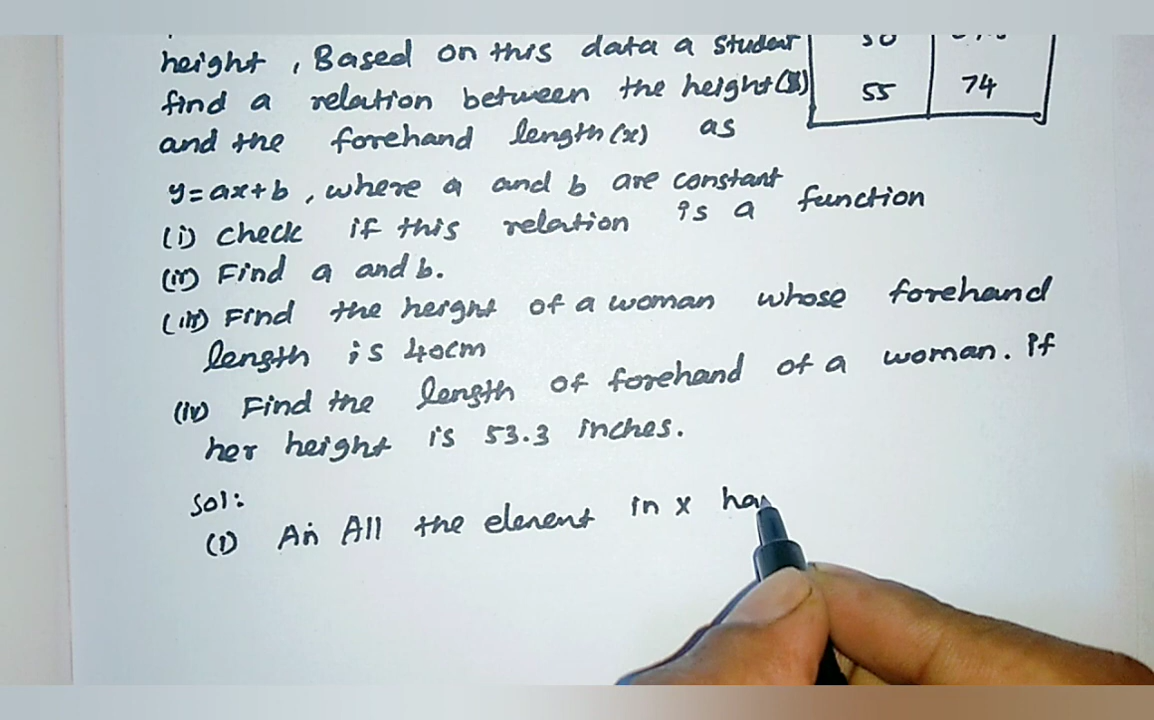 height, Based on this data a student
find a relation between the height
and the forehand length(x) as
y=ax+b, where a and b are constant
(i) check if this relation is a function
(ii) Find a and b.
(iii) Find the height of a woman whose forehand
length is 40cm
(iv) Find the length of forehand of a woman. If
her height is 53.3 inches.
55 74
Sol:
(i) All the element in x